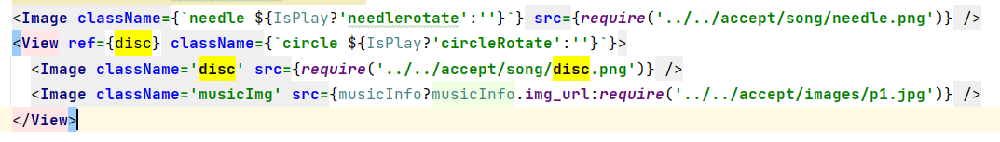 <Image className={`needle ${IsPlay?'needlerotate':''}`} src={require('../../accept/song/needle.png')} />
<View ref={disc} className={`circle ${IsPlay?'circleRotate':''}`}>
<Image className='disc' src={require('../../accept/song/disc.png')} />
<Image className='musicImg' src={musicInfo?musicInfo.img_url:require('../../accept/images/p1.jpg')} />
</View>